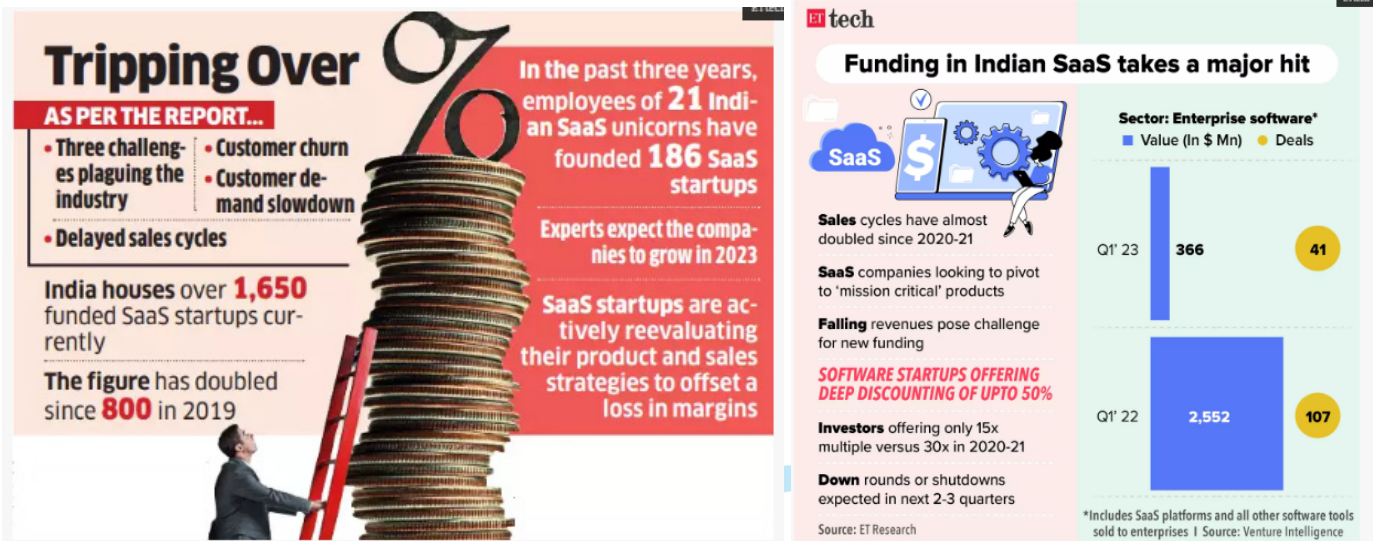 Tripping Over
%
AS PER THE REPORT...
• Three challeng-
es plaguing the
industry
• Customer churn
• Customer de-
mand slowdown
• Delayed sales cycles
India houses over 1,650
funded SaaS startups cur-
rently
The figure has doubled
since 800 in 2019
In the past three years,
employees of 21 Indi-
an SaaS unicorns have
founded 186 SaaS
startups
Experts expect the compa-
nies to grow in 2023
SaaS startups are ac-
tively reevaluating
their product and sales
strategies to offset a
loss in margins
ET tech
Funding in Indian SaaS takes a major hit
SaaS
$
Sales cycles have almost
doubled since 2020-21
SaaS companies looking to pivot
to ‘mission critical’ products
Falling revenues pose challenge
for new funding
SOFTWARE STARTUPS OFFERING
DEEP DISCOUNTING OF UPTO 50%
Investors offering only 15x
multiple versus 30x in 2020-21
Down rounds or shutdowns
expected in next 2-3 quarters
Source: ET Research
Sector: Enterprise software*
Value (In $ Mn) Deals
Q1' 23 366 41
Q1' 22 2,552 107
*Includes SaaS platforms and all other software tools
sold to enterprises I Source: Venture Intelligence